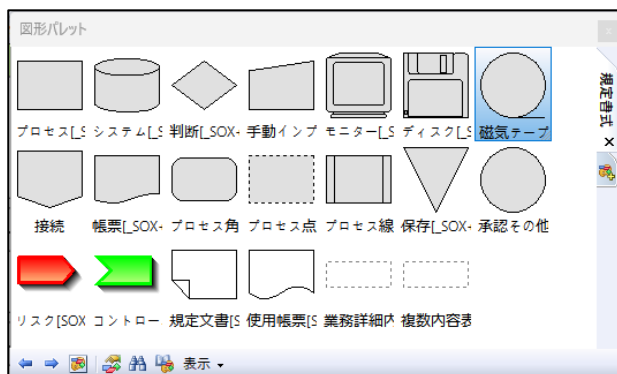 図形パレット
プロセス[_S
システム[_S
判断[_SOX-
手動インプ
モニター[_S
ディスク[_S
磁気テープ
接続
帳票[_SOX-
プロセス角
プロセス点
プロセス線
保存[_SOX-
承認その他
リスク[SOX
コントロー
規定文書[S
使用帳票[S
業務詳細内
複数内容表
表示
規定書式